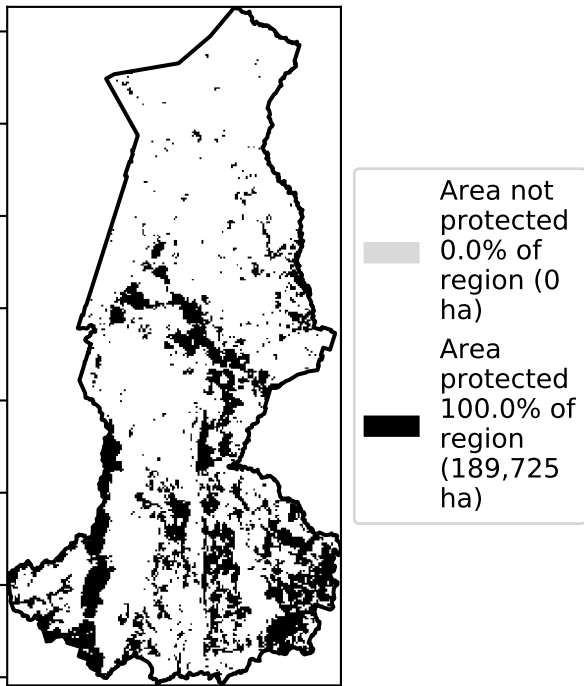 Area not
protected
0.0% of
region (0
ha)
Area
protected
100.0% of
region
(189,725
ha)